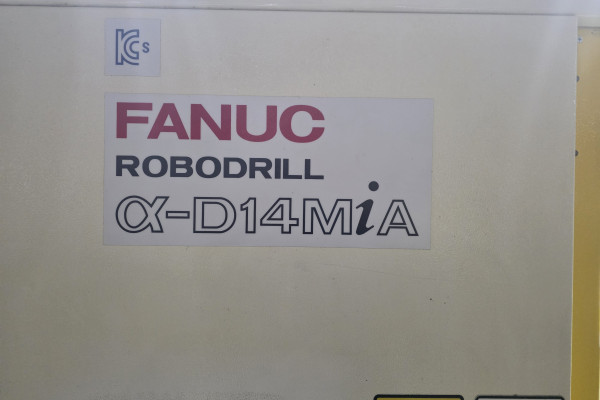 KCs
FANUC
ROBODRILL
α-D14MiA